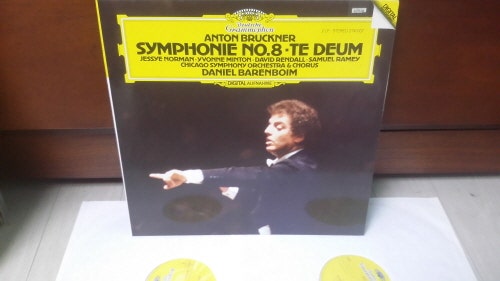 Deutsche
Grammophon
DIGITAL
ANTON BRUCKNER
SYMPHONIE NO.8·TE DEUM
JESSYE NORMAN·YVONNE MINTON·DAVID RENDALL·SAMUEL RAMEY
CHICAGO SYMPHONY ORCHESTRA & CHORUS
DANIEL BARENBOIM
DIGITAL AUFNAHME